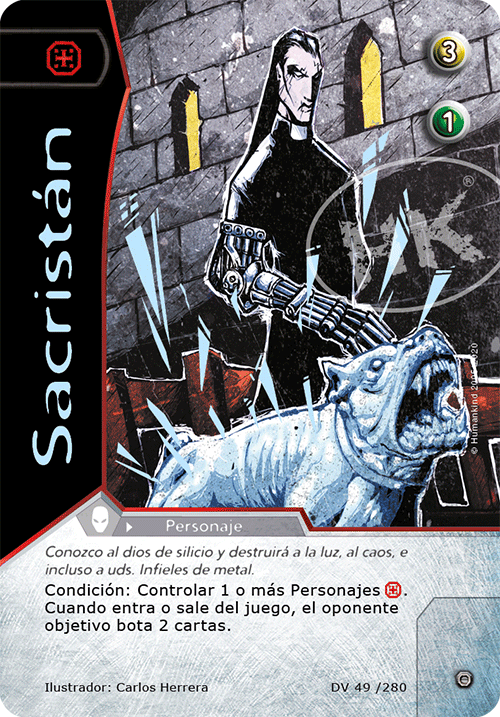 3
1
Sacristán
HK
®
Personaje
Conozco al dios de silicio y destruirá a la luz, al caos, e
incluso a uds. Infieles de metal.
Condición: Controlar 1 o más Personajes .
Cuando entra o sale del juego, el oponente
objetivo bota 2 cartas.
© Humankind
Ilustrador: Carlos Herrera
DV 49 /280